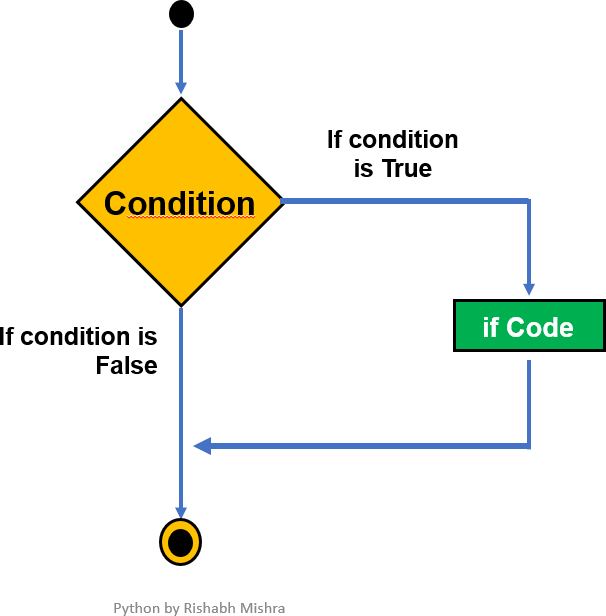 If condition
is True
Condition
if Code
If condition is
False
Python by Rishabh Mishra